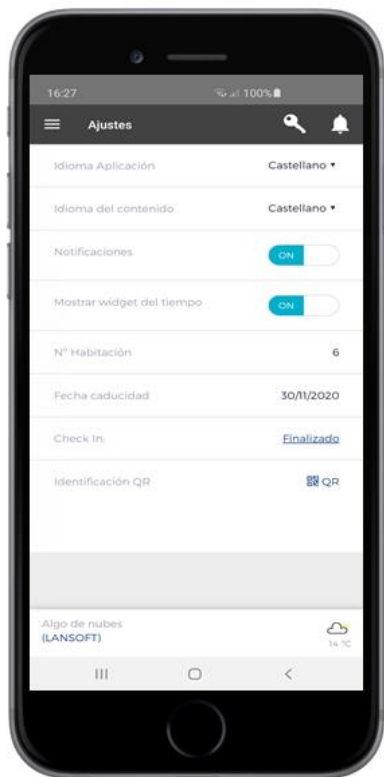 16:27 100%
Ajustes
Idioma Aplicación Castellano
Idioma del contenido Castellano
Notificaciones ON
Mostrar widget del tiempo ON
Nº Habitación 6
Fecha caducidad 30/11/2020
Check In: Finalizado
Identificación QR QR
Algo de nubes
(LANSOFT) 14 ºC